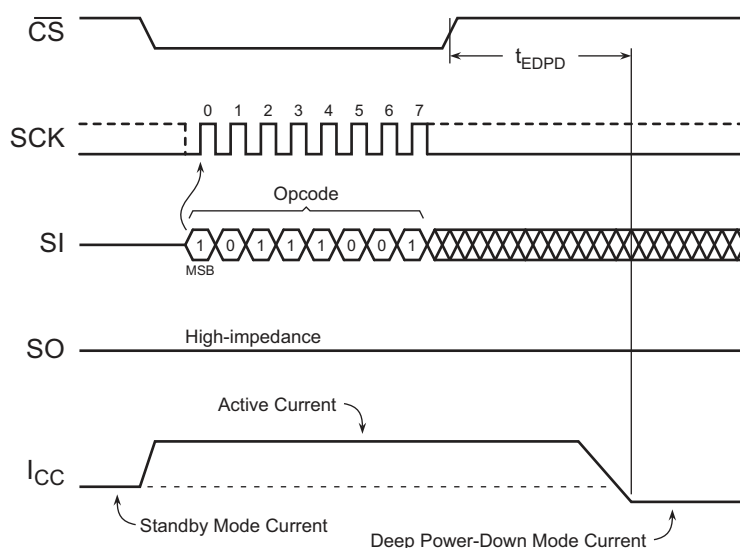 CS
tEDPD
0 1 2 3 4 5 6 7
SCK
Opcode
SI
1 0 1 1 1 0 0 1
MSB
High-impedance
SO
Active Current
ICC
Standby Mode Current
Deep Power-Down Mode Current